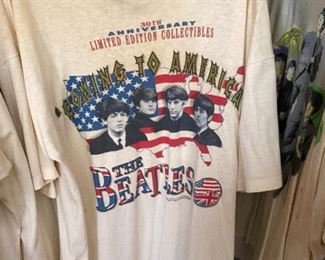 30TH
ANNIVERSARY
LIMITED EDITION COLLECTIBLES
COMING TO AMERICA
THE
BEATLES